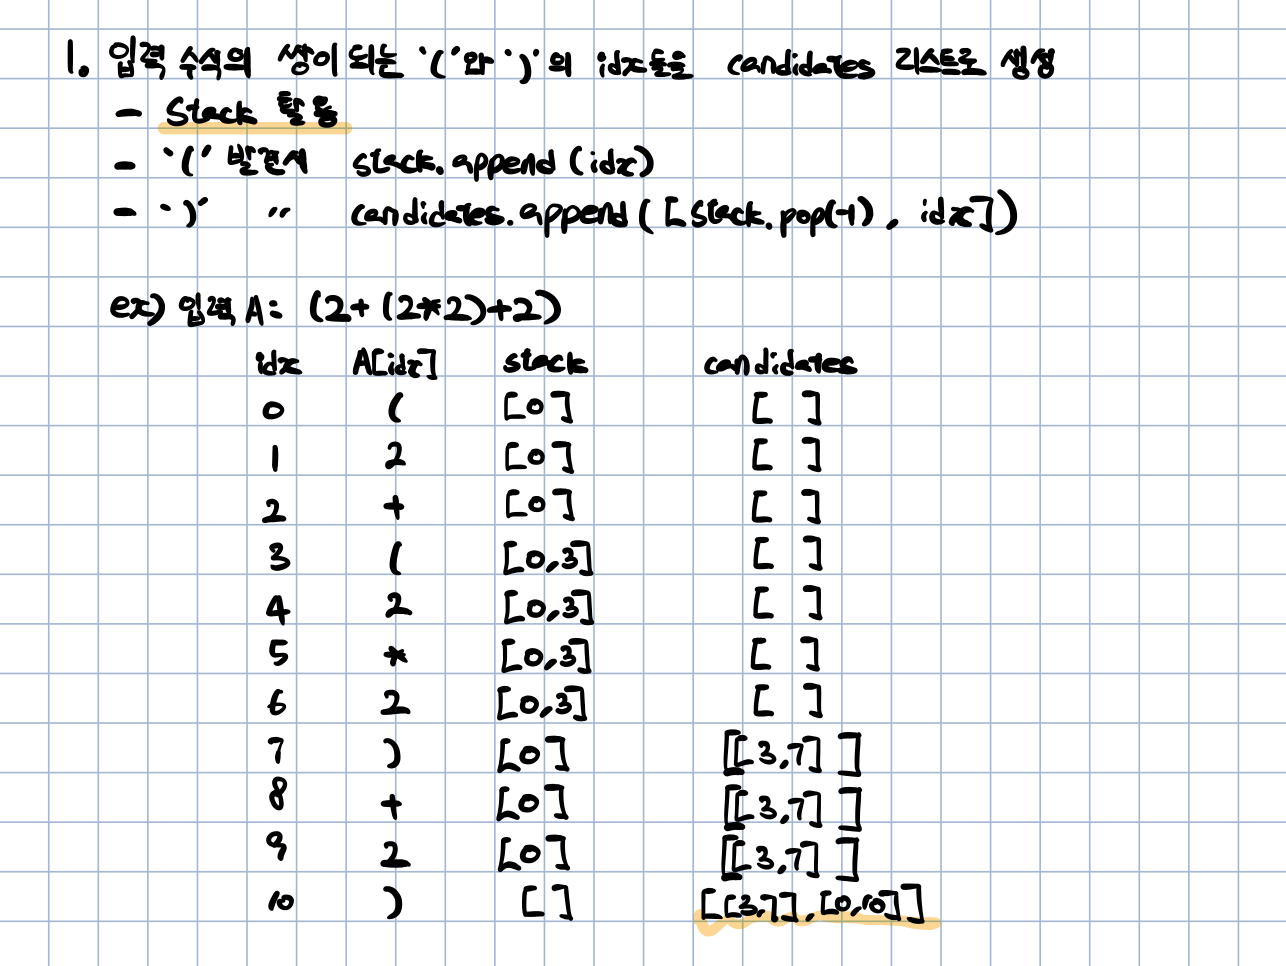 1. 입력 수식의 쌍이 되는 '('와 ')'의 idx들을 candidates 리스트로 생성
- Stack 활용
- '(' 발견시 stack.append(idx)
- ')' " candidates.append([stack.pop(-1), idx])
ex) 입력 A: (2+(2*2)+2)
idx A[idx] stack candidates
0 ( [0] [ ]
1 2 [0] [ ]
2 + [0] [ ]
3 ( [0,3] [ ]
4 2 [0,3] [ ]
5 * [0,3] [ ]
6 2 [0,3] [ ]
7 ) [0] [[3,7] ]
8 + [0] [[3,7] ]
9 2 [0] [[3,7] ]
10 ) [ ] [[3,7],[0,10]]